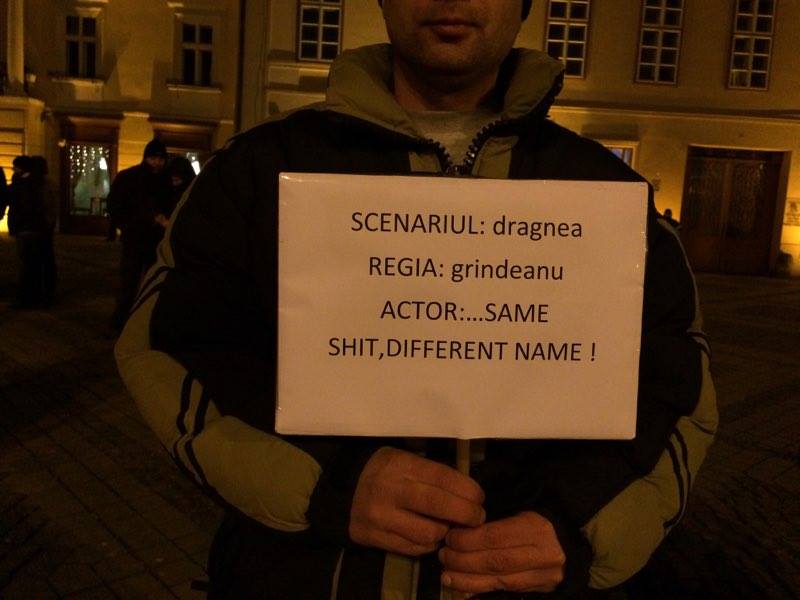 SCENARIUL: dragnea
REGIA: grindeanu
ACTOR:...SAME
SHIT,DIFFERENT NAME !